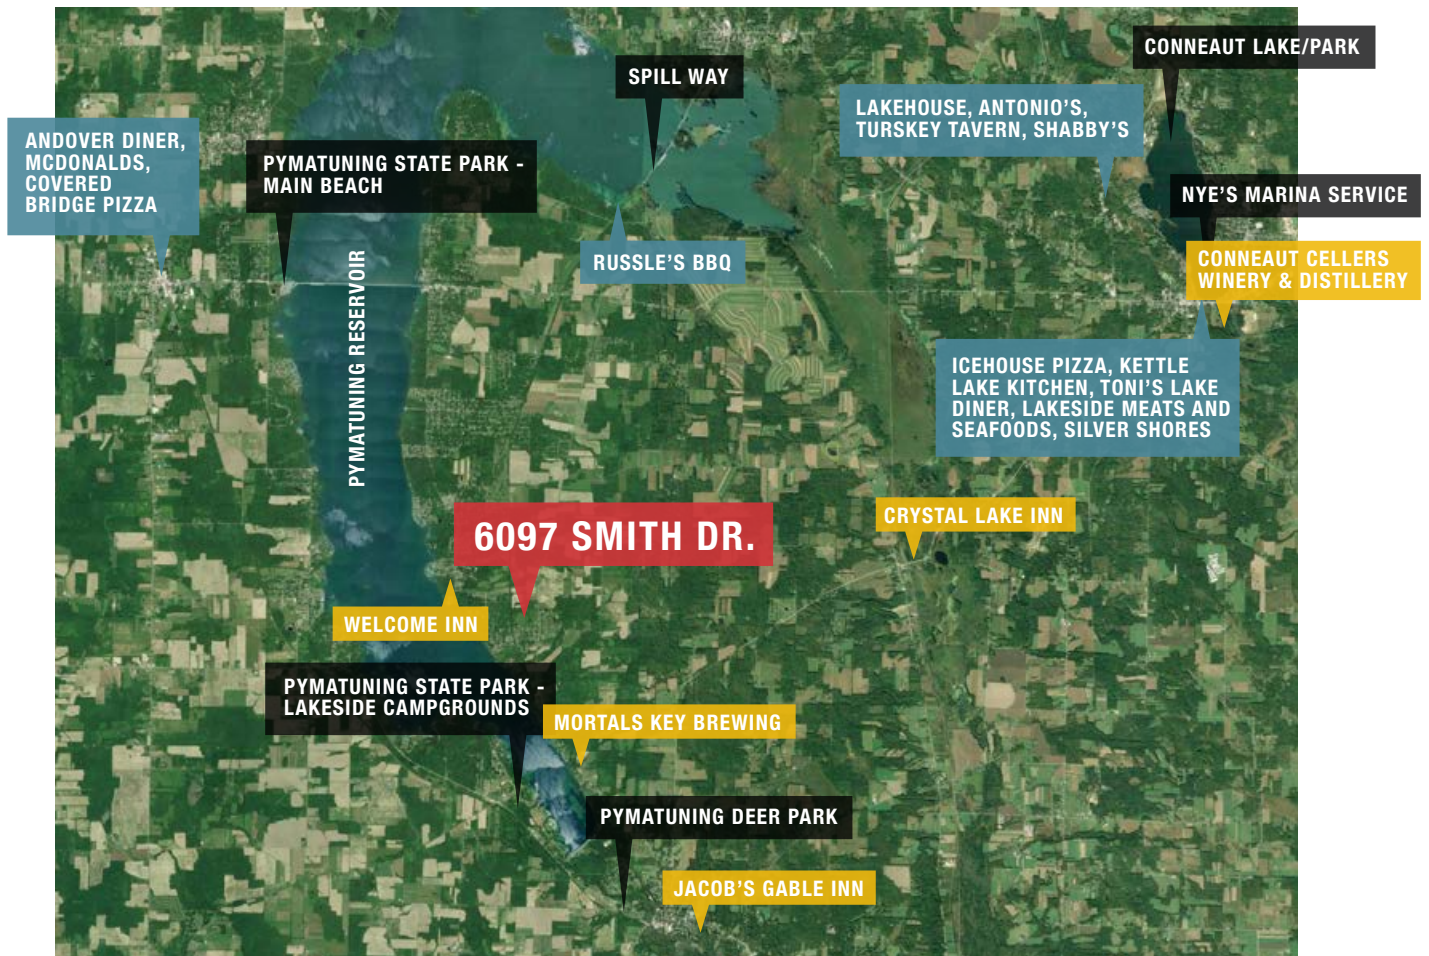 CONNEAUT LAKE/PARK
SPILL WAY
LAKEHOUSE, ANTONIO'S,
TURSKEY TAVERN, SHABBY'S
ANDOVER DINER,
MCDONALDS,
COVERED
BRIDGE PIZZA
PYMATUNING STATE PARK -
MAIN BEACH
NYE'S MARINA SERVICE
RUSSLE'S BBQ
CONNEAUT CELLERS
WINERY & DISTILLERY
PYMATUNING RESERVOIR
ICEHOUSE PIZZA, KETTLE
LAKE KITCHEN, TONI'S LAKE
DINER, LAKESIDE MEATS AND
SEAFOODS, SILVER SHORES
6097 SMITH DR.
CRYSTAL LAKE INN
WELCOME INN
PYMATUNING STATE PARK -
LAKESIDE CAMPGROUNDS
MORTALS KEY BREWING
PYMATUNING DEER PARK
JACOB'S GABLE INN